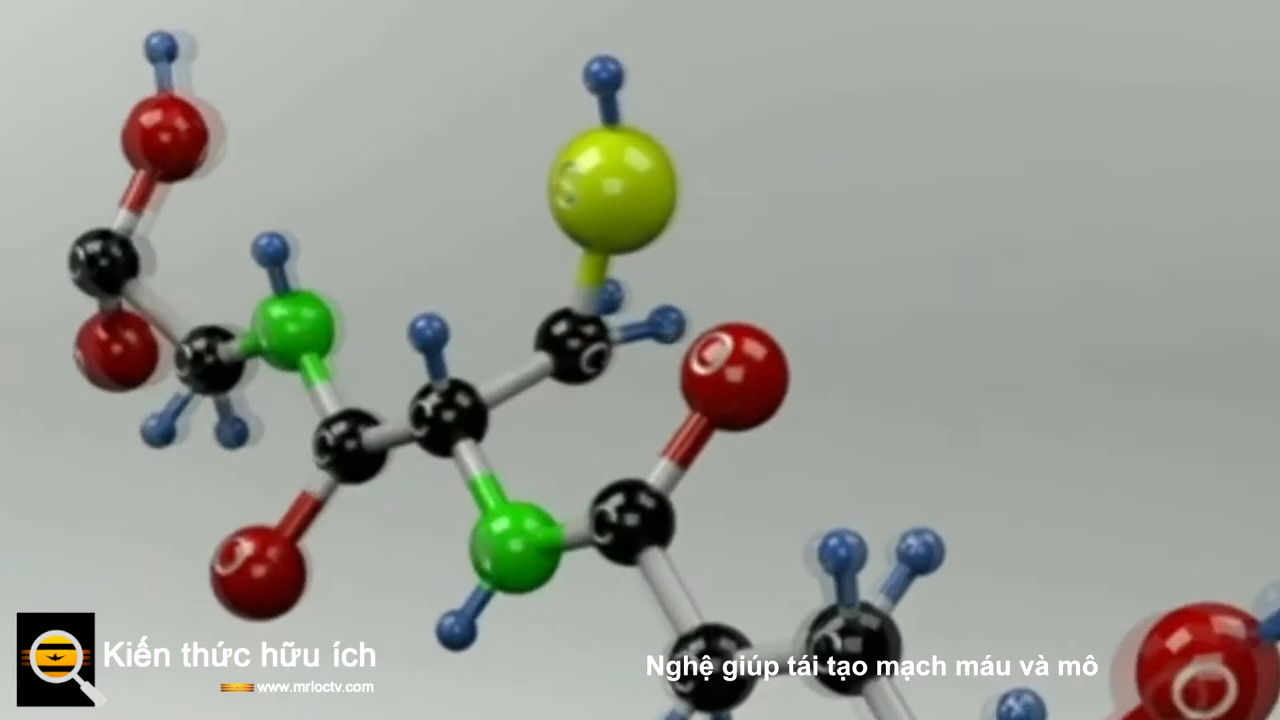 S
O
O
C
C
O
Kiến thức hữu ích
Nghệ giúp tái tạo mạch máu và mô
www.mrloctv.com